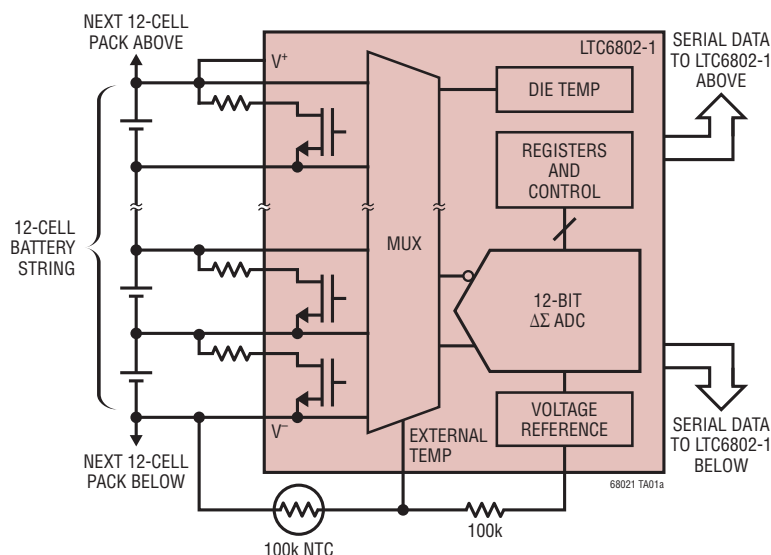 NEXT 12-CELL
PACK ABOVE
V+
LTC6802-1
SERIAL DATA
TO LTC6802-1
ABOVE
DIE TEMP
REGISTERS
AND
CONTROL
12-CELL
BATTERY
STRING
MUX
12-BIT
ΔΣ ADC
VOLTAGE
REFERENCE
V–
EXTERNAL
TEMP
SERIAL DATA
TO LTC6802-1
BELOW
NEXT 12-CELL
PACK BELOW
68021 TA01a
100k NTC
100k